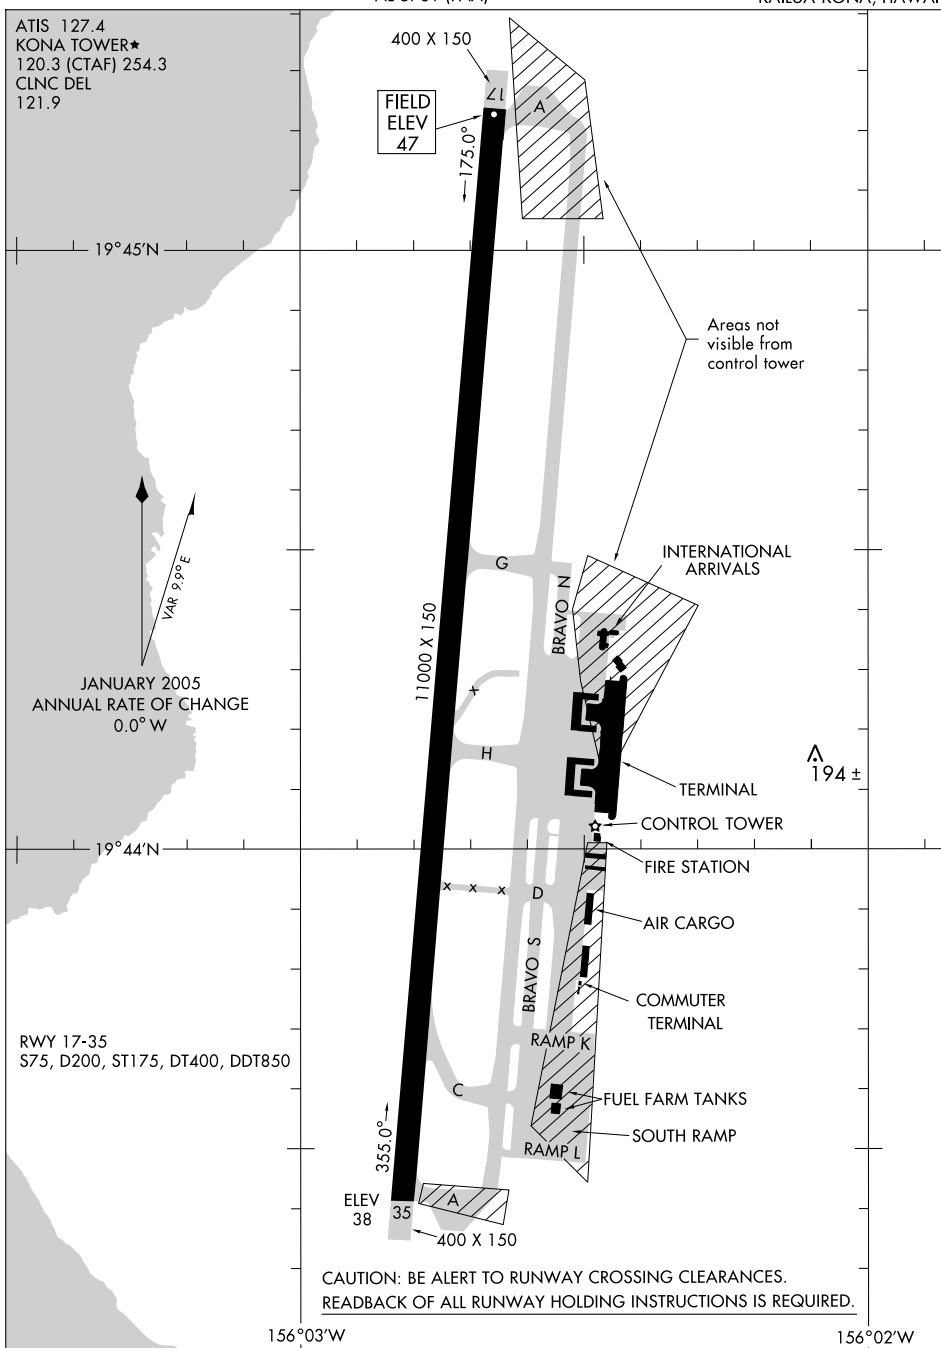 ATIS 127.4
KONA TOWER★
120.3 (CTAF) 254.3
CLNC DEL
121.9
400 X 150
17
FIELD
ELEV
47
A
175.0°
19°45'N
Areas not
visible from
control tower
VAR 9.9° E
JANUARY 2005
ANNUAL RATE OF CHANGE
0.0° W
11000 X 150
G
BRAVO N
INTERNATIONAL
ARRIVALS
x
H
194 ±
TERMINAL
CONTROL TOWER
19°44'N
FIRE STATION
x x x
D
AIR CARGO
BRAVO S
COMMUTER
TERMINAL
RWY 17-35
S75, D200, ST175, DT400, DDT850
RAMP K
C
FUEL FARM TANKS
SOUTH RAMP
RAMP L
355.0°
ELEV
38
35
A
400 X 150
CAUTION: BE ALERT TO RUNWAY CROSSING CLEARANCES.
READBACK OF ALL RUNWAY HOLDING INSTRUCTIONS IS REQUIRED.
156°03'W
156°02'W